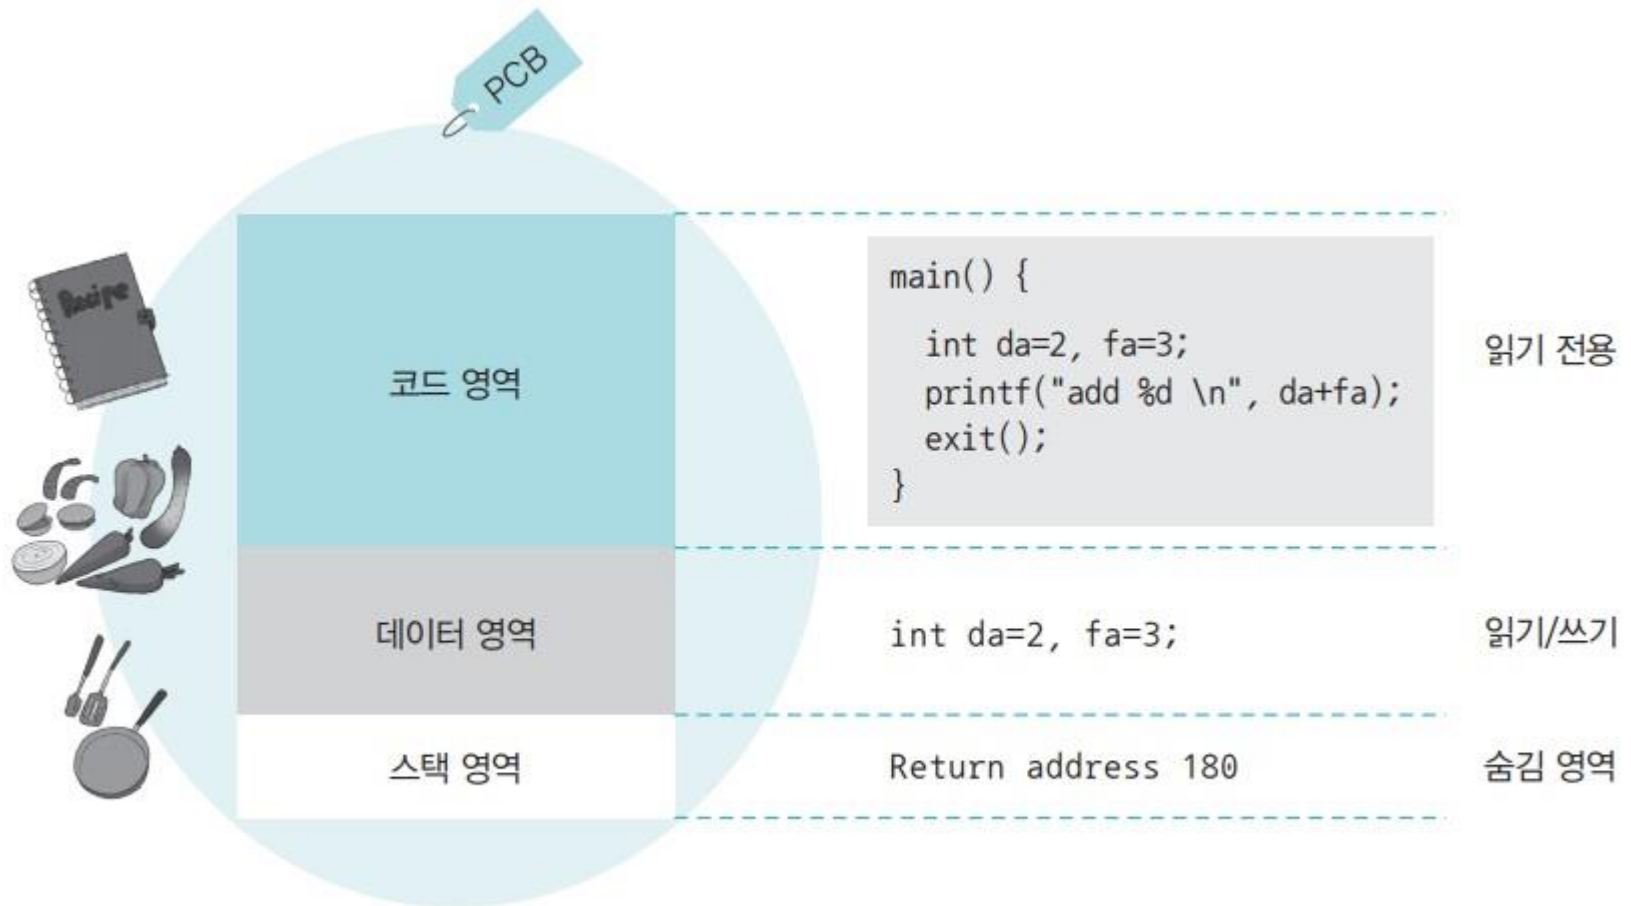 PCB
Recipe
코드 영역
main() {
int da=2, fa=3;
printf("add %d \n", da+fa);
exit();
}
읽기 전용
데이터 영역
int da=2, fa=3;
읽기/쓰기
스택 영역
Return address 180
숨김 영역